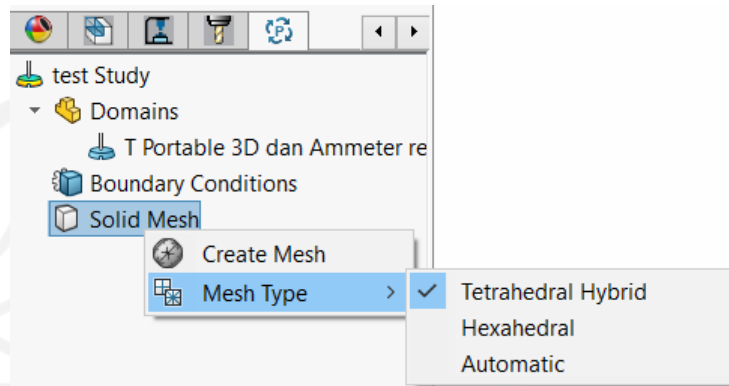 test Study
Domains
T Portable 3D dan Ammeter re
Boundary Conditions
Solid Mesh
Create Mesh
Mesh Type
Tetrahedral Hybrid
Hexahedral
Automatic